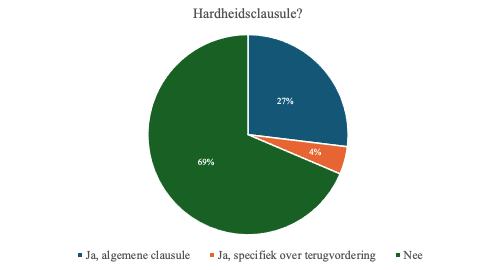 Hardheidsclausule?
27%
4%
69%
Ja, algemene clausule Ja, specifiek over terugvordering Nee